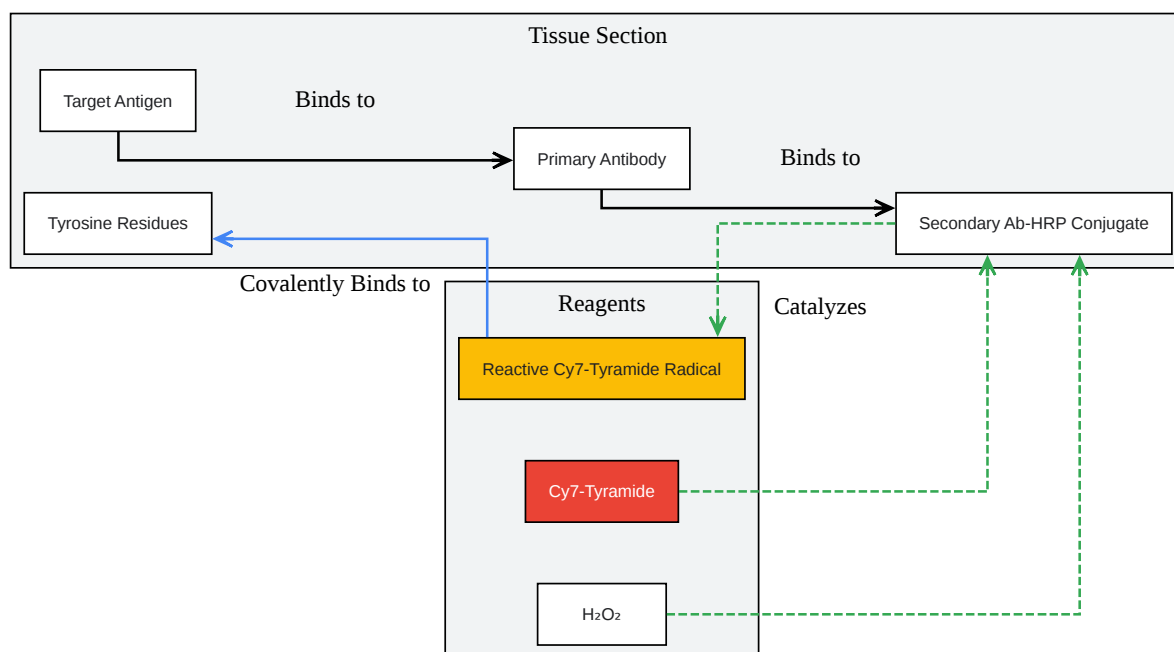 Tissue Section
Target Antigen
Binds to
Primary Antibody
Binds to
Tyrosine Residues
Secondary Ab-HRP Conjugate
Covalently Binds to
Reagents
Catalyzes
Reactive Cy7-Tyramide Radical
Cy7-Tyramide
H₂O₂